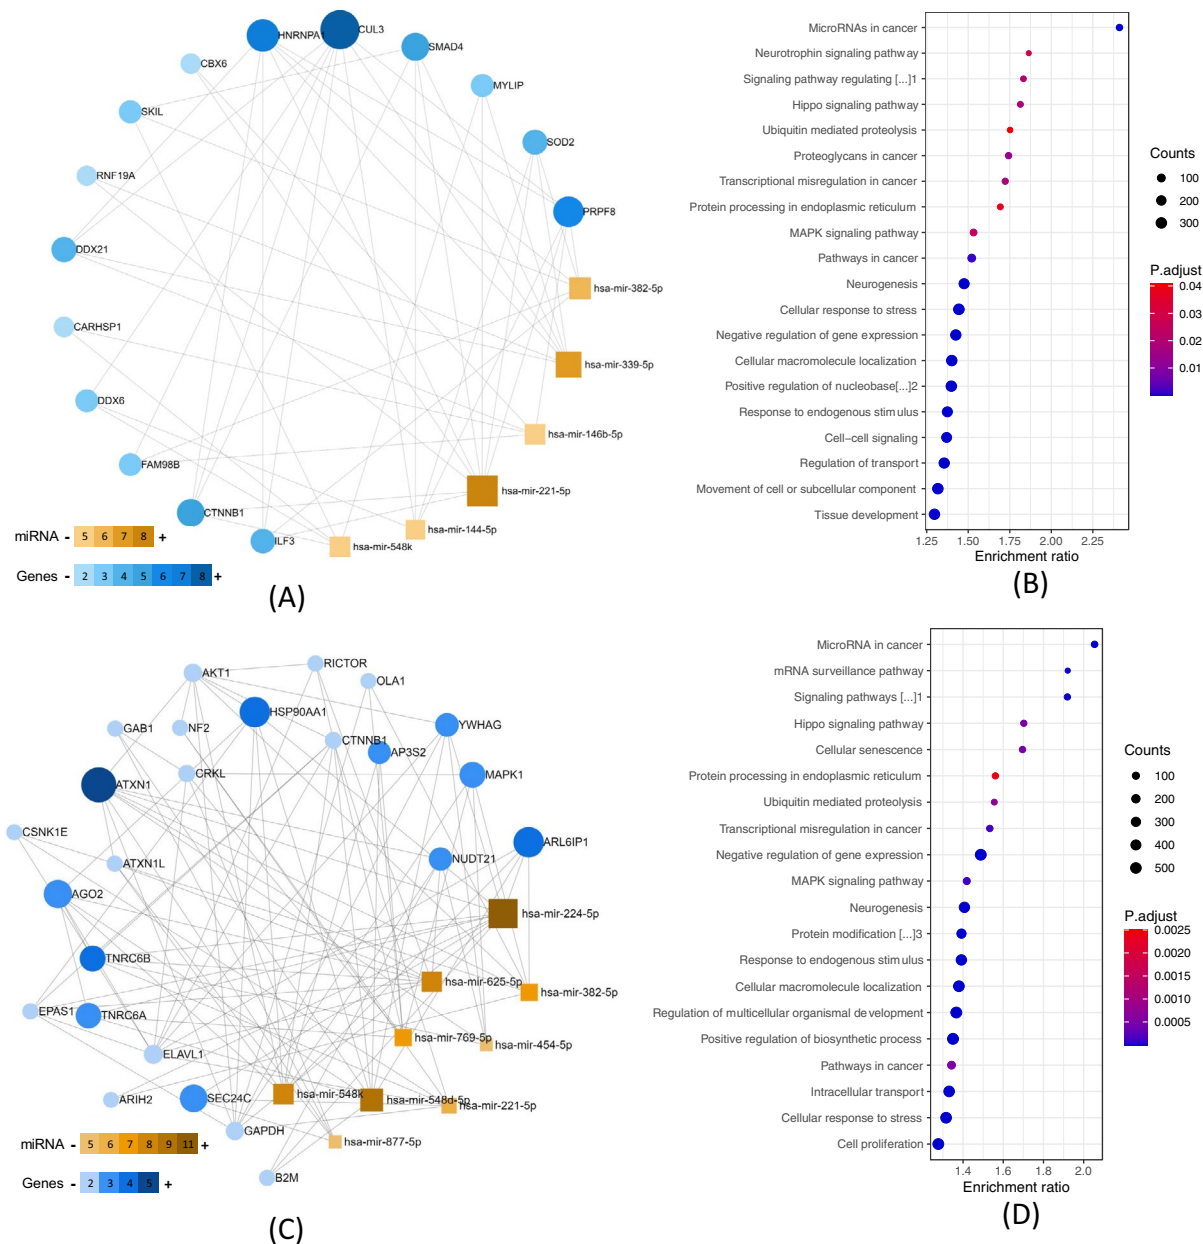 HNRNPA1
CUL3
SMAD4
CBX6
MYLIP
SKIL
SOD2
RNF19A
PRPF8
DDX21
hsa-mir-382-5p
CARHSP1
hsa-mir-339-5p
DDX6
hsa-mir-146b-5p
FAM98B
hsa-mir-221-5p
CTNNB1
hsa-mir-144-5p
ILF3
hsa-mir-548k
miRNA - 5 6 7 8 +
Genes - 2 3 4 5 6 7 8 +
(A)
MicroRNAs in cancer
Neurotrophin signaling pathway
Signaling pathway regulating [...]1
Hippo signaling pathway
Ubiquitin mediated proteolysis
Proteoglycans in cancer
Transcriptional misregulation in cancer
Protein processing in endoplasmic reticulum
MAPK signaling pathway
Pathways in cancer
Neurogenesis
Cellular response to stress
Negative regulation of gene expression
Cellular macromolecule localization
Positive regulation of nucleobase[...]2
Response to endogenous stimulus
Cell-cell signaling
Regulation of transport
Movement of cell or subcellular component
Tissue development
1.25 1.50 1.75 2.00 2.25
Enrichment ratio
Counts
100
200
300
P.adjust
0.04
0.03
0.02
0.01
(B)
RICTOR
AKT1
OLA1
HSP90AA1
YWHAG
GAB1
NF2
CTNNB1
AP3S2
CRKL
MAPK1
ATXN1
CSNK1E
ARL6IP1
ATXN1L
NUDT21
AGO2
hsa-mir-224-5p
TNRC6B
hsa-mir-625-5p
hsa-mir-382-5p
EPAS1
TNRC6A
hsa-mir-769-5p
hsa-mir-454-5p
ELAVL1
ARIH2
SEC24C
hsa-mir-548k
hsa-mir-548d-5p
hsa-mir-221-5p
GAPDH
hsa-mir-877-5p
B2M
miRNA - 5 6 7 8 9 11 +
Genes - 2 3 4 5 +
(C)
MicroRNA in cancer
mRNA surveillance pathway
Signaling pathways [...]1
Hippo signaling pathway
Cellular senescence
Protein processing in endoplasmic reticulum
Ubiquitin mediated proteolysis
Transcriptional misregulation in cancer
Negative regulation of gene expression
MAPK signaling pathway
Neurogenesis
Protein modification [...]3
Response to endogenous stimulus
Cellular macromolecule localization
Regulation of multicellular organismal development
Positive regulation of biosynthetic process
Pathways in cancer
Intracellular transport
Cellular response to stress
Cell proliferation
1.4 1.6 1.8 2.0
Enrichment ratio
Counts
100
200
300
400
500
P.adjust
0.0025
0.0020
0.0015
0.0010
0.0005
(D)